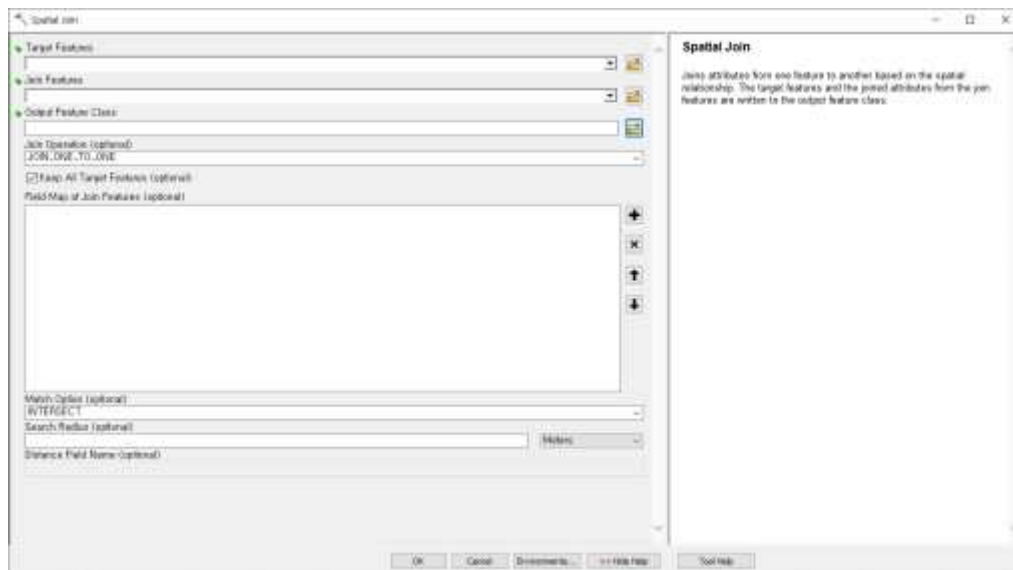 Spatial Join
Target Features
Join Features
Output Feature Class
Join Operation (optional)
JOIN_ONE_TO_ONE
Keep All Target Features (optional)
Field Map of Join Features (optional)
Match Option (optional)
INTERSECT
Search Radius (optional)
Meters
Distance Field Name (optional)
OK
Cancel
Environments...
<< Hide Help
Spatial Join
Joins attributes from one feature to another based on the spatial
relationship. The target features and the joined attributes from the join
features are written to the output feature class.
Tool Help